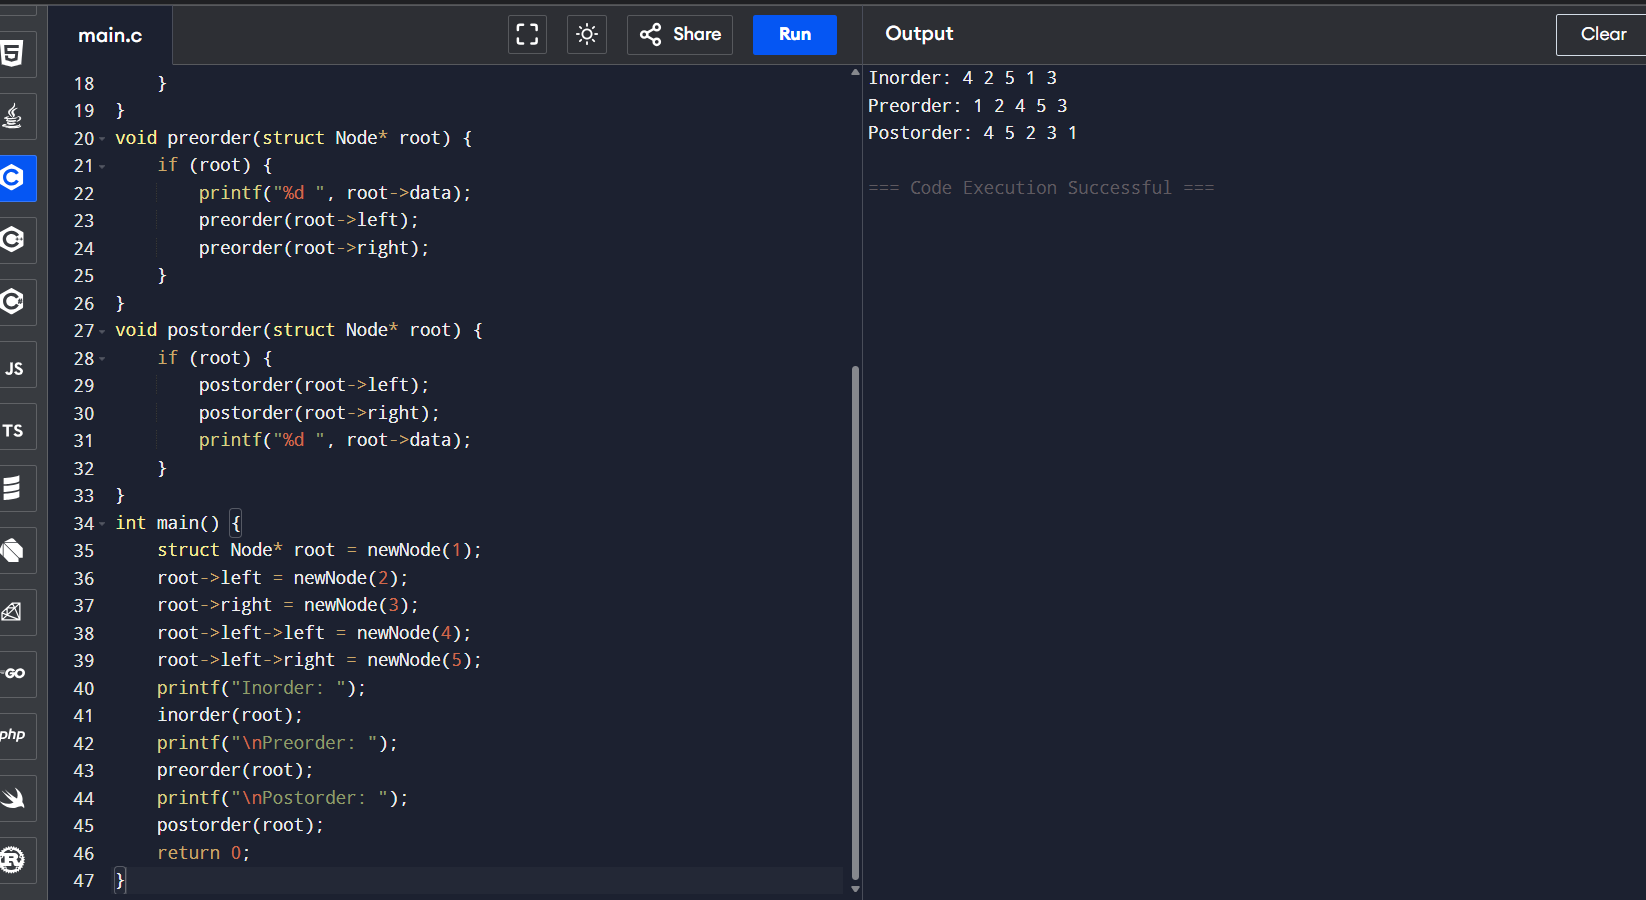 main.c
Share
Run
Output
Clear
5
JS
TS
GO
php
18     }
19 }
20 void preorder(struct Node* root) {
21     if (root) {
22         printf("%d ", root->data);
23         preorder(root->left);
24         preorder(root->right);
25     }
26 }
27 void postorder(struct Node* root) {
28     if (root) {
29         postorder(root->left);
30         postorder(root->right);
31         printf("%d ", root->data);
32     }
33 }
34 int main() {
35     struct Node* root = newNode(1);
36     root->left = newNode(2);
37     root->right = newNode(3);
38     root->left->left = newNode(4);
39     root->left->right = newNode(5);
40     printf("Inorder: ");
41     inorder(root);
42     printf("\nPreorder: ");
43     preorder(root);
44     printf("\nPostorder: ");
45     postorder(root);
46     return 0;
47 }
Inorder: 4 2 5 1 3
Preorder: 1 2 4 5 3
Postorder: 4 5 2 3 1
=== Code Execution Successful ===